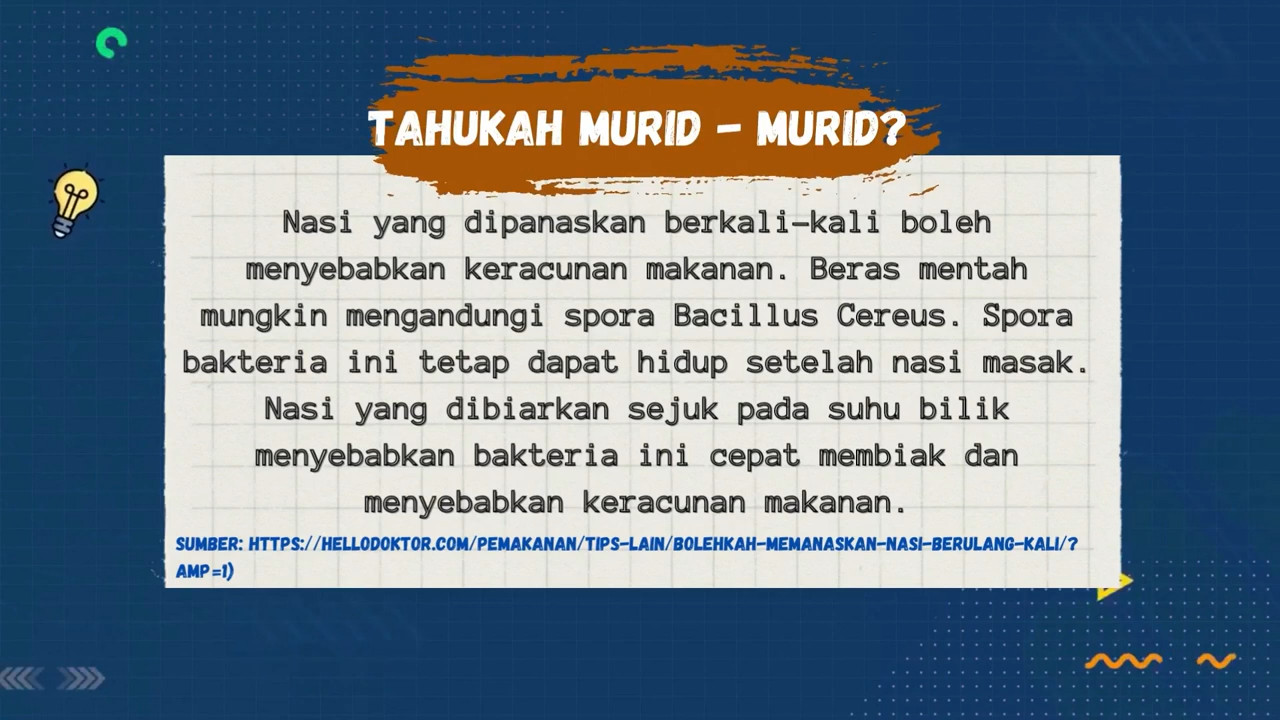 TAHUKAH MURID - MURID?
Nasi yang dipanaskan berkali-kali boleh
menyebabkan keracunan makanan. Beras mentah
mungkin mengandungi spora Bacillus Cereus. Spora
bakteria ini tetap dapat hidup setelah nasi masak.
Nasi yang dibiarkan sejuk pada suhu bilik
menyebabkan bakteria ini cepat membiak dan
menyebabkan keracunan makanan.
SUMBER: HTTPS://HELLODOKTOR.COM/PEMAKANAN/TIPS-LAIN/BOLEHKAH-MEMANASKAN-NASI-BERULANG-KALI/?
AMP=1)